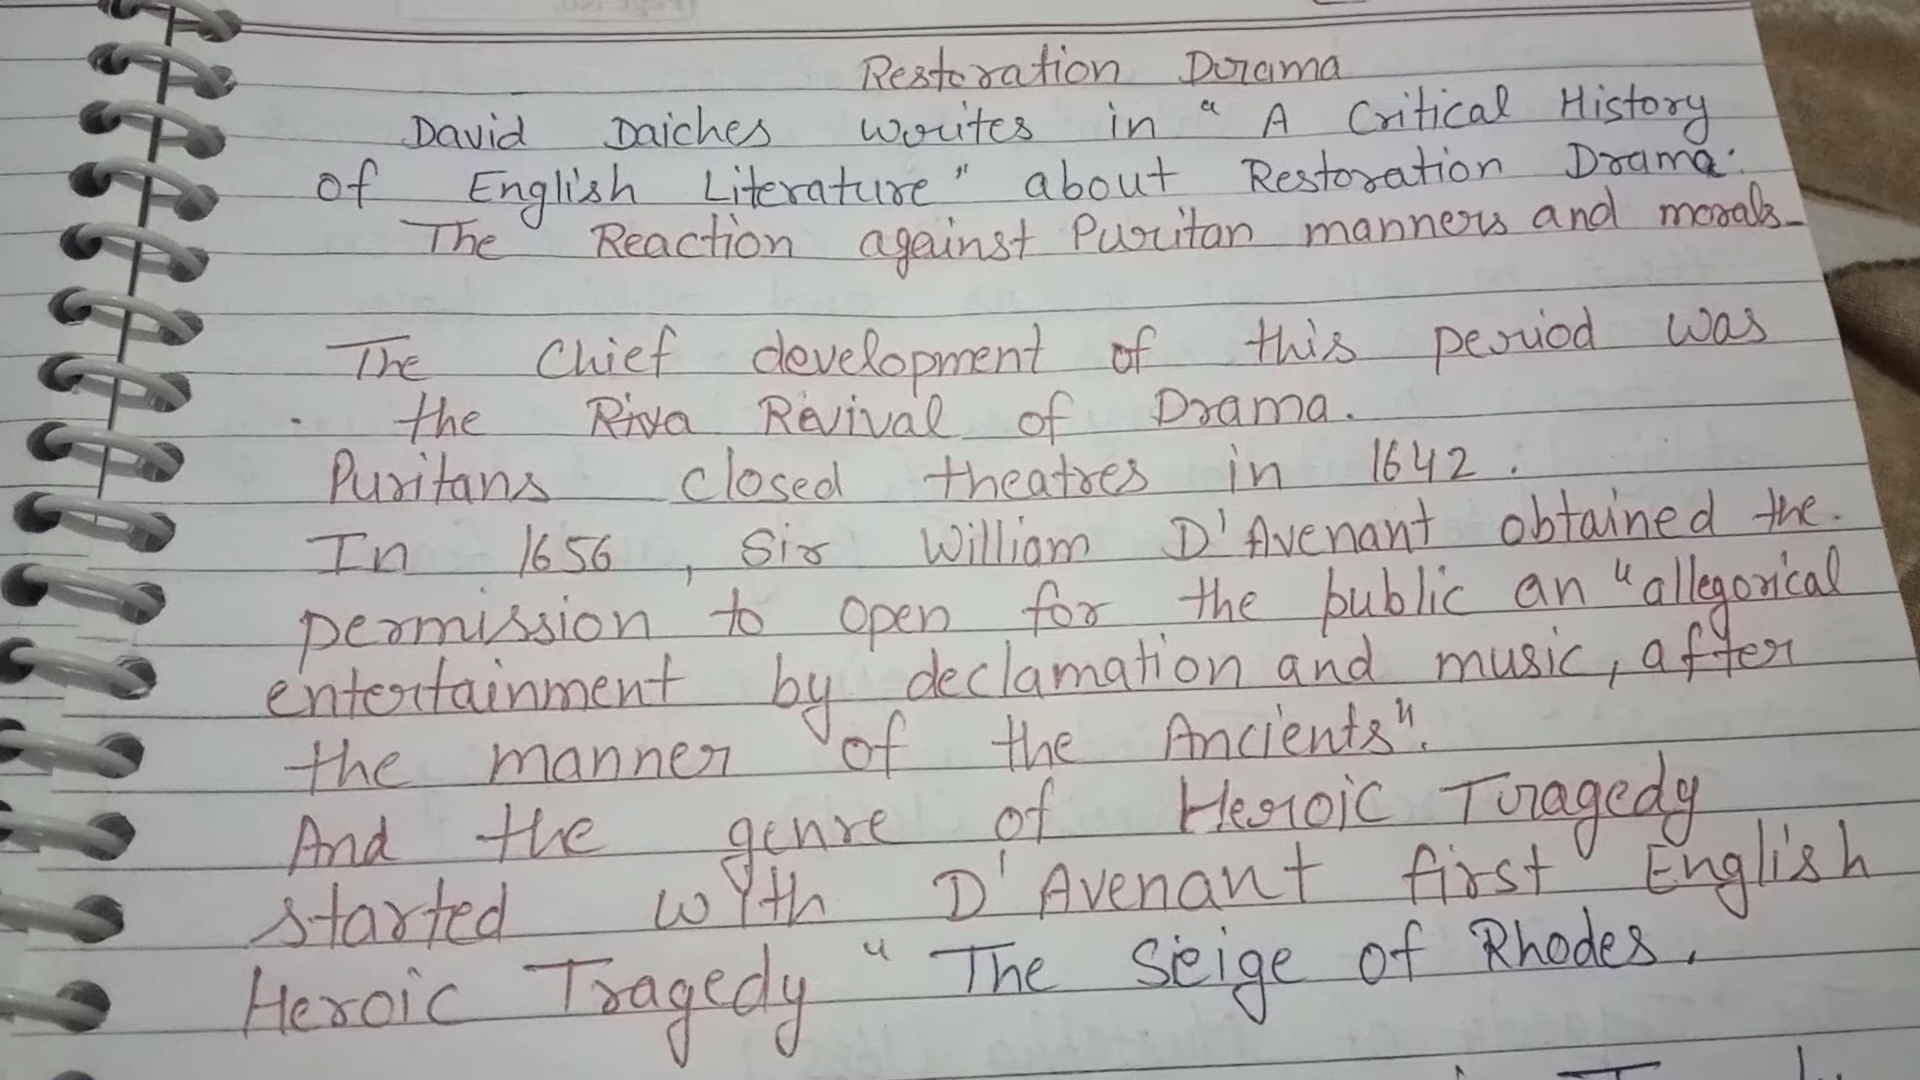 Restoration Drama
David Daiches writes in "A Critical History
of English Literature" about Restoration Drama.
The Reaction against Puritan manners and morals.
The Chief development of this period was
the Riva Revival of Drama.
Puritans closed theatres in 1642.
In 1656, Sir William D'Avenant obtained the
permission to open for the public an "allegorical
entertainment by declamation and music, after
the manner of the Ancients".
And the genre of Heroic Tragedy
started with D'Avenant first English
Heroic Tragedy "The Seige of Rhodes.